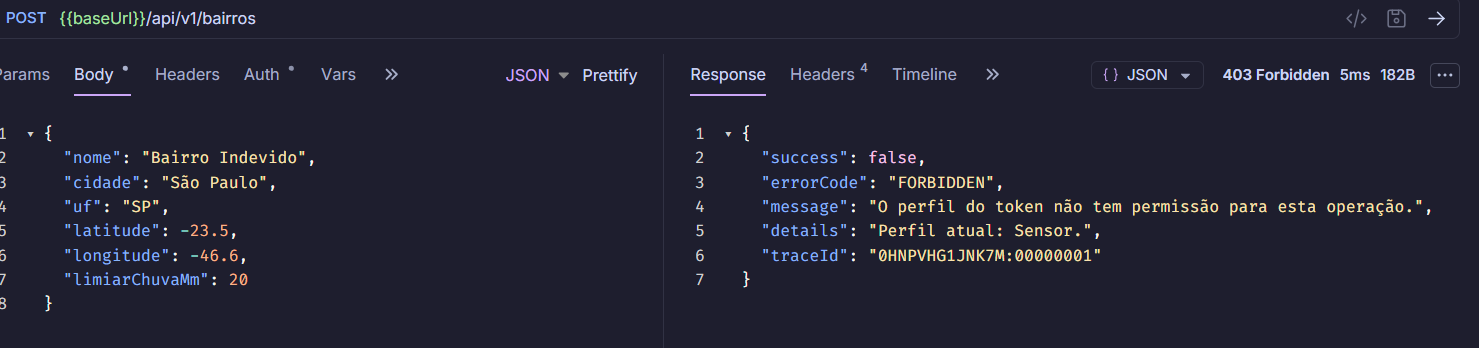 POST {{baseUrl}}/api/v1/bairros
Params Body Headers Auth Vars JSON Prettify
1 {
2 "nome": "Bairro Indevido",
3 "cidade": "São Paulo",
4 "uf": "SP",
5 "latitude": -23.5,
6 "longitude": -46.6,
7 "limiarChuvaMm": 20
8 }
Response Headers 4 Timeline { } JSON 403 Forbidden 5ms 182B
1 {
2 "success": false,
3 "errorCode": "FORBIDDEN",
4 "message": "O perfil do token não tem permissão para esta operação.",
5 "details": "Perfil atual: Sensor.",
6 "traceId": "0HNPVHG1JNK7M:00000001"
7 }